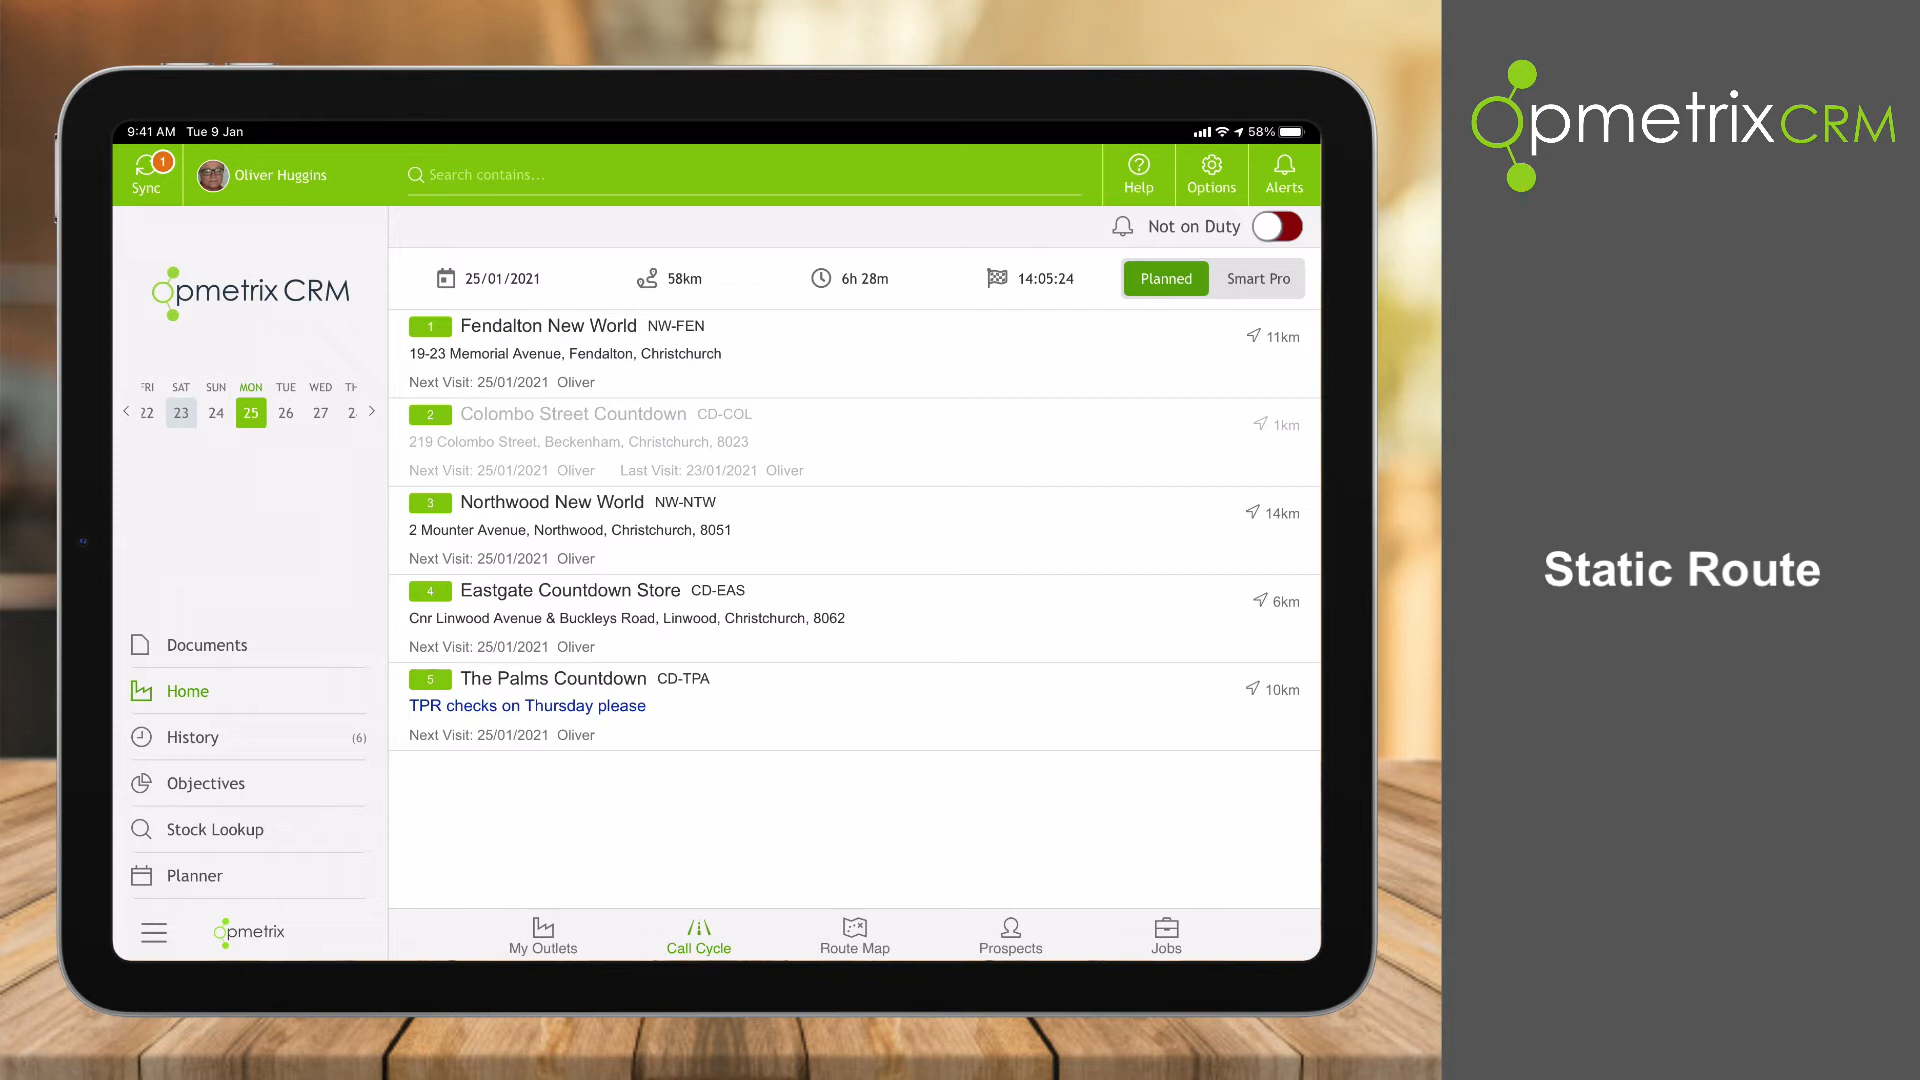 9:41 AM Tue 9 Jan
58%
1
Sync
Oliver Huggins
Search contains...
Help
Options
Alerts
Not on Duty
pmetrix CRM
25/01/2021
58km
6h 28m
14:05:24
Planned
Smart Pro
FRI SAT SUN MON TUE WED TH
22 23 24 25 26 27 2
1 Fendalton New World NW-FEN
19-23 Memorial Avenue, Fendalton, Christchurch
Next Visit: 25/01/2021 Oliver
11km
2 Colombo Street Countdown CD-COL
219 Colombo Street, Beckenham, Christchurch, 8023
Next Visit: 25/01/2021 Oliver Last Visit: 23/01/2021 Oliver
1km
3 Northwood New World NW-NTW
2 Mounter Avenue, Northwood, Christchurch, 8051
Next Visit: 25/01/2021 Oliver
14km
4 Eastgate Countdown Store CD-EAS
Cnr Linwood Avenue & Buckleys Road, Linwood, Christchurch, 8062
Next Visit: 25/01/2021 Oliver
6km
5 The Palms Countdown CD-TPA
TPR checks on Thursday please
Next Visit: 25/01/2021 Oliver
10km
Documents
Home
History (6)
Objectives
Stock Lookup
Planner
opmetrix
My Outlets
Call Cycle
Route Map
Prospects
Jobs
opmetrix CRM
Static Route